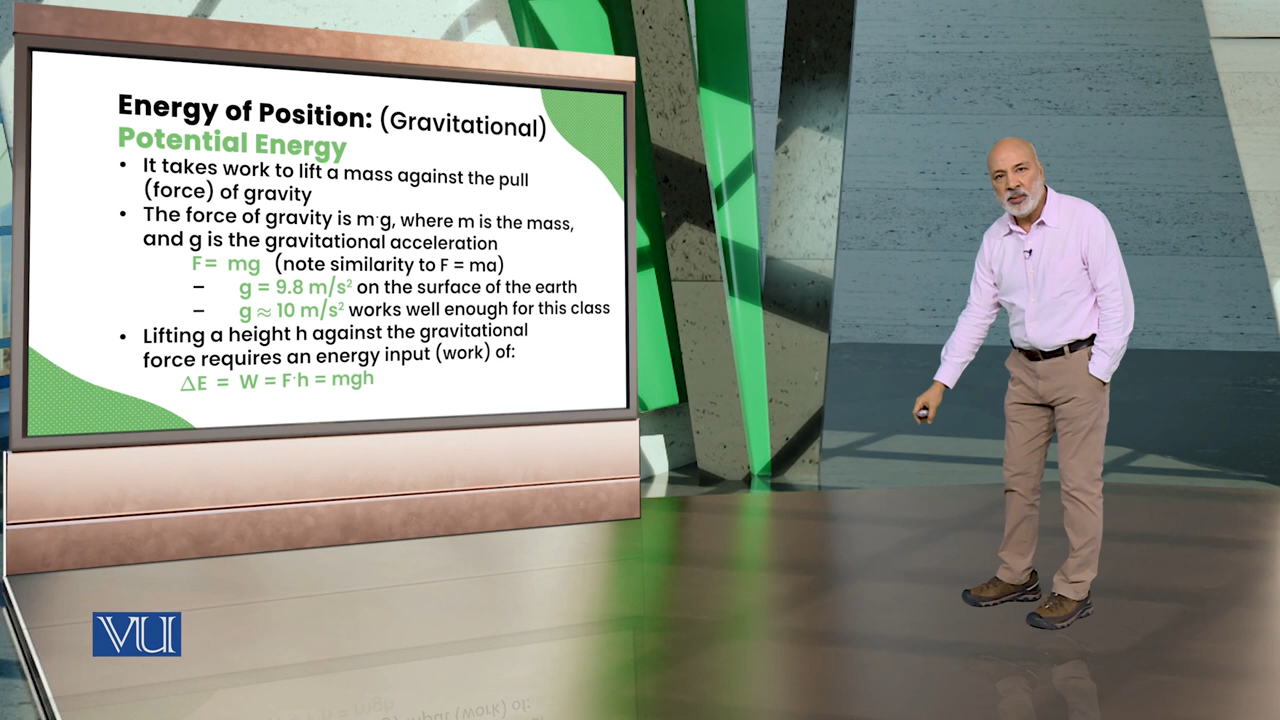 Energy of Position: (Gravitational)
Potential Energy
• It takes work to lift a mass against the pull
(force) of gravity
• The force of gravity is m·g, where m is the mass,
and g is the gravitational acceleration
F = mg (note similarity to F = ma)
– g = 9.8 m/s² on the surface of the earth
– g ≈ 10 m/s² works well enough for this class
• Lifting a height h against the gravitational
force requires an energy input (work) of:
△E = W = F·h = mgh
VU